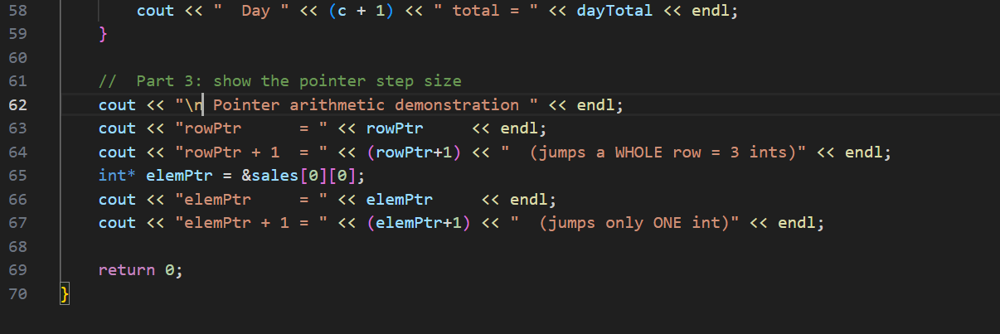 58 cout << "  Day " << (c + 1) << " total = " << dayTotal << endl;
59 }
60
61 //  Part 3: show the pointer step size
62 cout << "\n Pointer arithmetic demonstration " << endl;
63 cout << "rowPtr      = " << rowPtr     << endl;
64 cout << "rowPtr + 1  = " << (rowPtr+1) << "  (jumps a WHOLE row = 3 ints)" << endl;
65 int* elemPtr = &sales[0][0];
66 cout << "elemPtr     = " << elemPtr     << endl;
67 cout << "elemPtr + 1 = " << (elemPtr+1) << "  (jumps only ONE int)" << endl;
68
69 return 0;
70 }